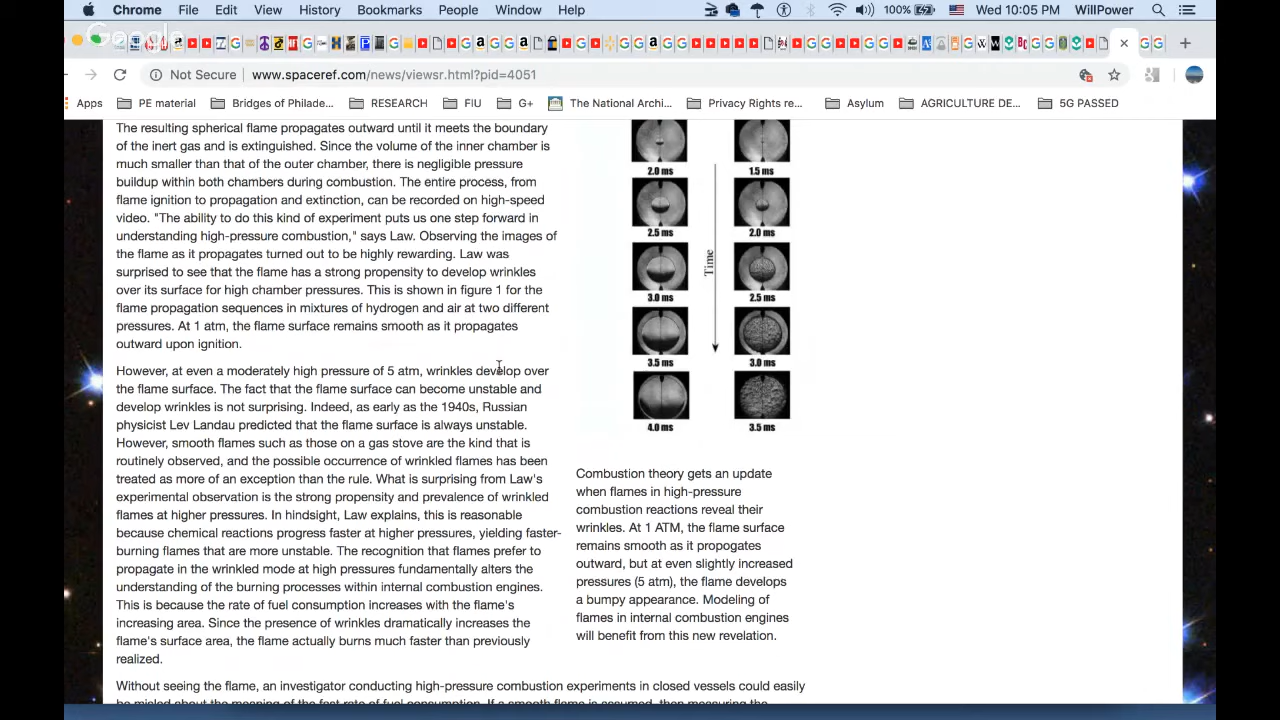 Chrome File Edit View History Bookmarks People Window Help 100% Wed 10:05 PM WillPower
Google
Not Secure www.spaceref.com/news/viewsr.html?pid=4051
Apps PE material Bridges of Philade... RESEARCH FIU G+ The National Archi... Privacy Rights re... Asylum AGRICULTURE DE... 5G PASSED
The resulting spherical flame propagates outward until it meets the boundary
of the inert gas and is extinguished. Since the volume of the inner chamber is
much smaller than that of the outer chamber, there is negligible pressure
buildup within both chambers during combustion. The entire process, from
flame ignition to propagation and extinction, can be recorded on high-speed
video. "The ability to do this kind of experiment puts us one step forward in
understanding high-pressure combustion," says Law. Observing the images of
the flame as it propagates turned out to be highly rewarding. Law was
surprised to see that the flame has a strong propensity to develop wrinkles
over its surface for high chamber pressures. This is shown in figure 1 for the
flame propagation sequences in mixtures of hydrogen and air at two different
pressures. At 1 atm, the flame surface remains smooth as it propagates
outward upon ignition.
However, at even a moderately high pressure of 5 atm, wrinkles develop over
the flame surface. The fact that the flame surface can become unstable and
develop wrinkles is not surprising. Indeed, as early as the 1940s, Russian
physicist Lev Landau predicted that the flame surface is always unstable.
However, smooth flames such as those on a gas stove are the kind that is
routinely observed, and the possible occurrence of wrinkled flames has been
treated as more of an exception than the rule. What is surprising from Law's
experimental observation is the strong propensity and prevalence of wrinkled
flames at higher pressures. In hindsight, Law explains, this is reasonable
because chemical reactions progress faster at higher pressures, yielding faster-
burning flames that are more unstable. The recognition that flames prefer to
propagate in the wrinkled mode at high pressures fundamentally alters the
understanding of the burning processes within internal combustion engines.
This is because the rate of fuel consumption increases with the flame's
increasing area. Since the presence of wrinkles dramatically increases the
flame's surface area, the flame actually burns much faster than previously
realized.
2.0 ms 1.5 ms
2.5 ms 2.0 ms
Time
3.0 ms 2.5 ms
3.5 ms 3.0 ms
4.0 ms 3.5 ms
Combustion theory gets an update
when flames in high-pressure
combustion reactions reveal their
wrinkles. At 1 ATM, the flame surface
remains smooth as it propogates
outward, but at even slightly increased
pressures (5 atm), the flame develops
a bumpy appearance. Modeling of
flames in internal combustion engines
will benefit from this new revelation.
Without seeing the flame, an investigator conducting high-pressure combustion experiments in closed vessels could easily
be misled about the meaning of the fast rate of fuel consumption. If a smooth flame is assumed, then measuring the